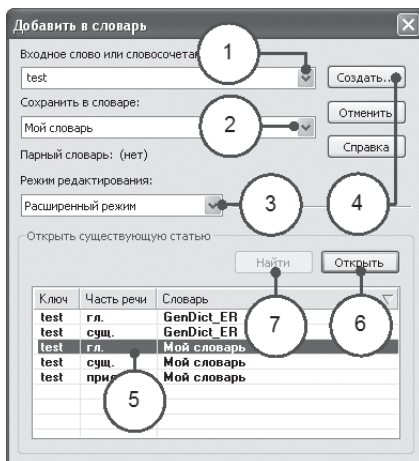 Добавить в словарь
Входное слово или
1
test
Создать...
Сохранить в словаре:
Отменить
Мой словарь
2
Парный словарь: (нет)
Справка
Режим редактирования:
Расширенный режим
3
4
Открыть существующую статью
Найти
Открыть
7
6
Ключ Часть речи Словарь
test гл. GenDict_ER
test сущ. GenDict_ER
test гл. Мой словарь
test сущ. Мой словарь
test Мой словарь
5